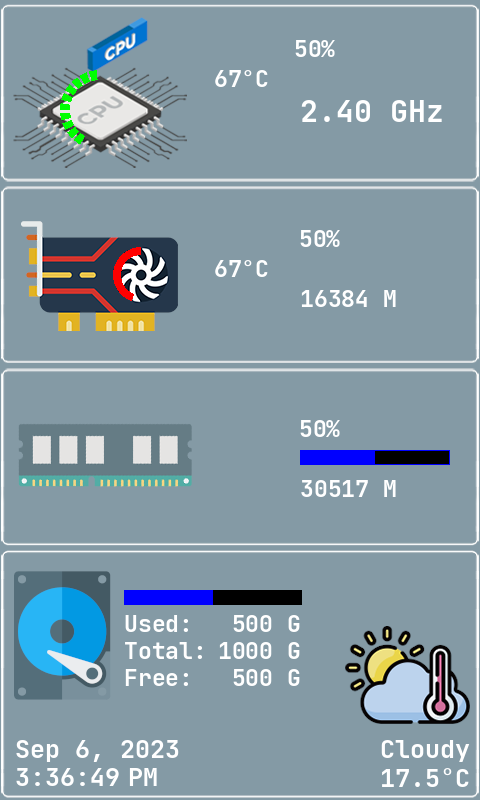 CPU
CPU
50%
67°C
2.40 GHz
50%
67°C
16384 M
50%
30517 M
Used: 500 G
Total: 1000 G
Free: 500 G
Sep 6, 2023
3:36:49 PM
Cloudy
17.5°C